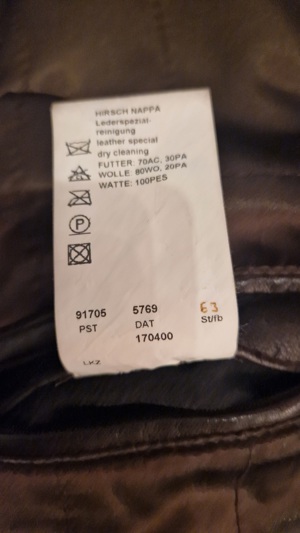 HIRSCH NAPPA
Lederspezial-
reinigung
leather special
dry cleaning
FUTTER: 70AC, 30PA
WOLLE: 80WO, 20PA
WATTE: 100PES
P
91705 5769 63
PST DAT St/fb
170400
LKZ